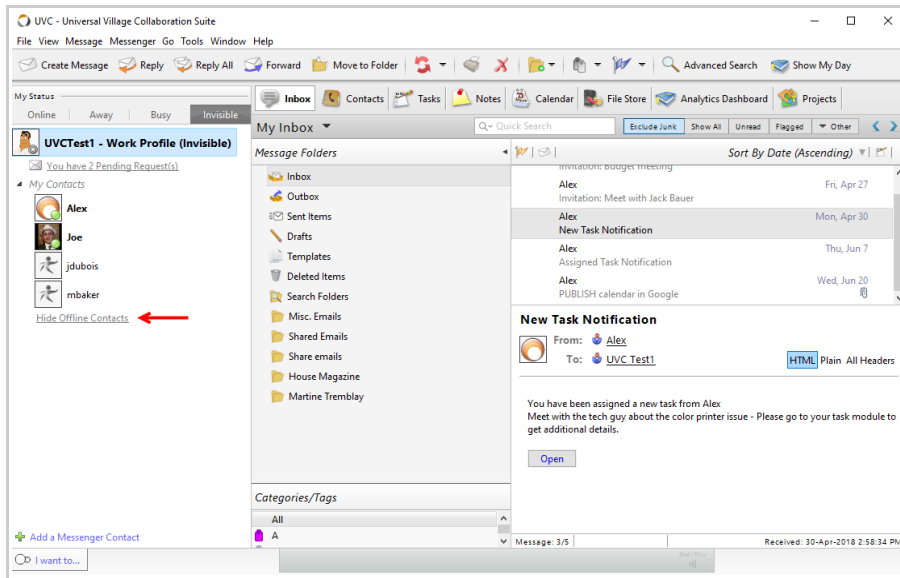 UVC - Universal Village Collaboration Suite
File View Message Messenger Go Tools Window Help
Create Message Reply Reply All Forward Move to Folder Advanced Search Show My Day
My Status
Online Away Busy Invisible
UVCTest1 - Work Profile (Invisible)
You have 2 Pending Request(s)
My Contacts
Alex
Joe
jdubois
mbaker
Hide Offline Contacts
Add a Messenger Contact
I want to...
Inbox Contacts Tasks Notes Calendar File Store Analytics Dashboard Projects
My Inbox Quick Search Exclude Junk Show All Unread Flagged Other
Message Folders
Inbox
Outbox
Sent Items
Drafts
Templates
Deleted Items
Search Folders
Misc. Emails
Shared Emails
Share emails
House Magazine
Martine Tremblay
Categories/Tags
All
A
Sort By Date (Ascending)
Invitation: Budget meeting
Alex Fri, Apr 27
Invitation: Meet with Jack Bauer
Alex Mon, Apr 30
New Task Notification
Alex Thu, Jun 7
Assigned Task Notification
Alex Wed, Jun 20
PUBLISH calendar in Google
New Task Notification
From: Alex
To: UVC Test1
HTML Plain All Headers
You have been assigned a new task from Alex
Meet with the tech guy about the color printer issue - Please go to your task module to
get additional details.
Open
Message: 3/5 Received: 30-Apr-2018 2:58:34 PM